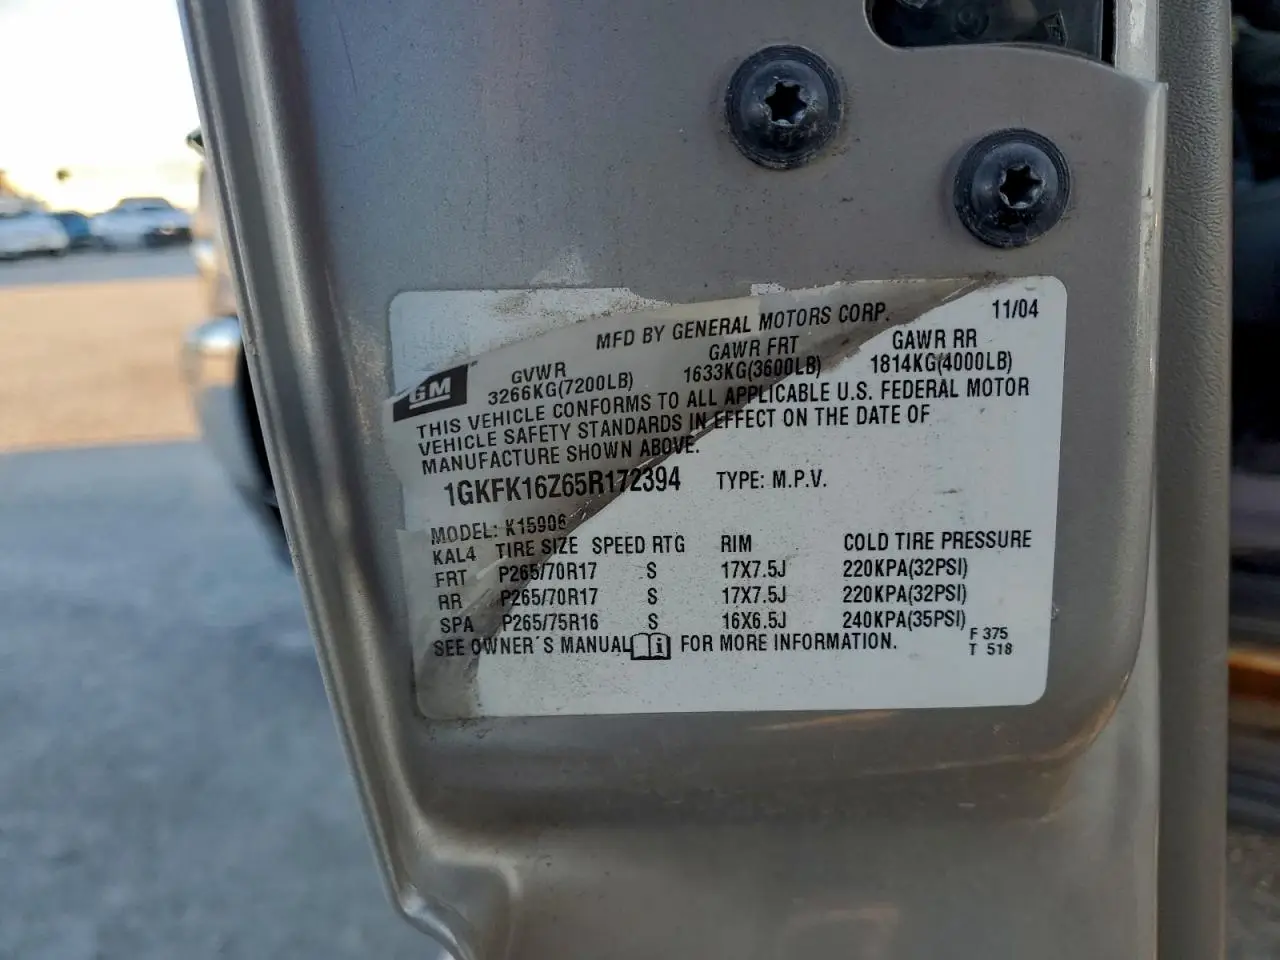 MFD BY GENERAL MOTORS CORP. 11/04
GM GVWR GAWR FRT GAWR RR
3266KG(7200LB) 1633KG(3600LB) 1814KG(4000LB)
THIS VEHICLE CONFORMS TO ALL APPLICABLE U.S. FEDERAL MOTOR
VEHICLE SAFETY STANDARDS IN EFFECT ON THE DATE OF
MANUFACTURE SHOWN ABOVE.
1GKFK16Z65R172394 TYPE: M.P.V.
MODEL: K15906
KAL4 TIRE SIZE SPEED RTG RIM COLD TIRE PRESSURE
FRT P265/70R17 S 17X7.5J 220KPA(32PSI)
RR P265/70R17 S 17X7.5J 220KPA(32PSI)
SPA P265/75R16 S 16X6.5J 240KPA(35PSI)
SEE OWNER'S MANUAL FOR MORE INFORMATION. F 375
T 518